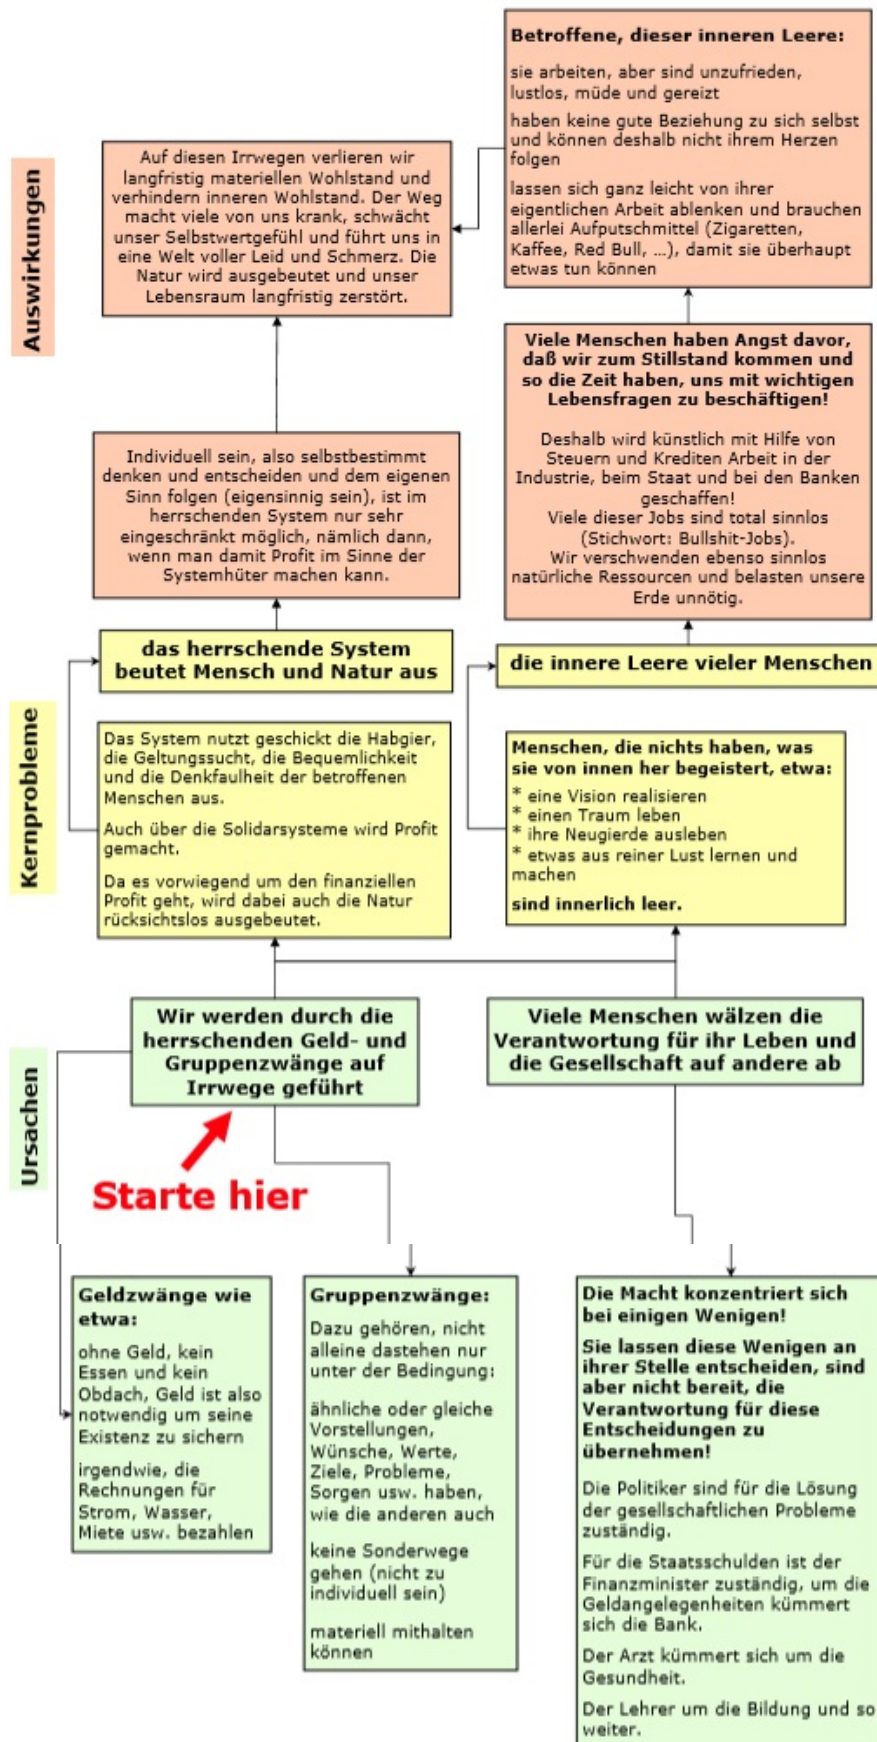 Auswirkungen
Betroffene, dieser inneren Leere:
sie arbeiten, aber sind unzufrieden,
lustlos, müde und gereizt
haben keine gute Beziehung zu sich selbst
und können deshalb nicht ihrem Herzen
folgen
lassen sich ganz leicht von ihrer
eigentlichen Arbeit ablenken und brauchen
allerlei Aufputschmittel (Zigaretten,
Kaffee, Red Bull, ...), damit sie überhaupt
etwas tun können
Auf diesen Irrwegen verlieren wir
langfristig materiellen Wohlstand und
verhindern inneren Wohlstand. Der Weg
macht viele von uns krank, schwächt
unser Selbstwertgefühl und führt uns in
eine Welt voller Leid und Schmerz. Die
Natur wird ausgebeutet und unser
Lebensraum langfristig zerstört.
Viele Menschen haben Angst davor,
daß wir zum Stillstand kommen und
so die Zeit haben, uns mit wichtigen
Lebensfragen zu beschäftigen!
Deshalb wird künstlich mit Hilfe von
Steuern und Krediten Arbeit in der
Industrie, beim Staat und bei den Banken
geschaffen!
Viele dieser Jobs sind total sinnlos
(Stichwort: Bullshit-Jobs).
Wir verschwenden ebenso sinnlos
natürliche Ressourcen und belasten unsere
Erde unnötig.
Individuell sein, also selbstbestimmt
denken und entscheiden und dem eigenen
Sinn folgen (eigensinnig sein), ist im
herrschenden System nur sehr
eingeschränkt möglich, nämlich dann,
wenn man damit Profit im Sinne der
Systemhüter machen kann.
Kernprobleme
das herrschende System
beutet Mensch und Natur aus
die innere Leere vieler Menschen
Das System nutzt geschickt die Habgier,
die Geltungssucht, die Bequemlichkeit
und die Denkfaulheit der betroffenen
Menschen aus.
Auch über die Solidarsysteme wird Profit
gemacht.
Da es vorwiegend um den finanziellen
Profit geht, wird dabei auch die Natur
rücksichtslos ausgebeutet.
Menschen, die nichts haben, was
sie von innen her begeistert, etwa:
* eine Vision realisieren
* einen Traum leben
* ihre Neugierde ausleben
* etwas aus reiner Lust lernen und
machen
sind innerlich leer.
Ursachen
Wir werden durch die
herrschenden Geld- und
Gruppenzwänge auf
Irrwege geführt
Viele Menschen wälzen die
Verantwortung für ihr Leben und
die Gesellschaft auf andere ab
Starte hier
Geldzwänge wie
etwa:
ohne Geld, kein
Essen und kein
Obdach, Geld ist also
notwendig um seine
Existenz zu sichern
irgendwie, die
Rechnungen für
Strom, Wasser,
Miete usw. bezahlen
Gruppenzwänge:
Dazu gehören, nicht
alleine dastehen nur
unter der Bedingung:
ähnliche oder gleiche
Vorstellungen,
Wünsche, Werte,
Ziele, Probleme,
Sorgen usw. haben,
wie die anderen auch
keine Sonderwege
gehen (nicht zu
individuell sein)
materiell mithalten
können
Die Macht konzentriert sich
bei einigen Wenigen!
Sie lassen diese Wenigen an
ihrer Stelle entscheiden, sind
aber nicht bereit, die
Verantwortung für diese
Entscheidungen zu
übernehmen!
Die Politiker sind für die Lösung
der gesellschaftlichen Probleme
zuständig.
Für die Staatsschulden ist der
Finanzminister zuständig, um die
Geldangelegenheiten kümmert
sich die Bank.
Der Arzt kümmert sich um die
Gesundheit.
Der Lehrer um die Bildung und so
weiter.